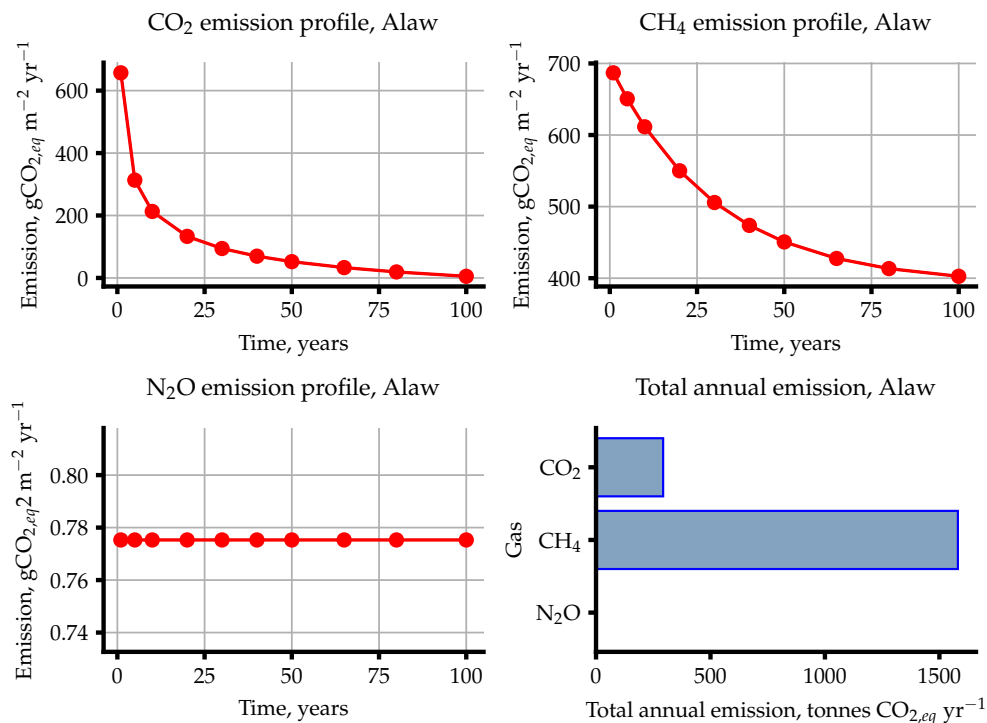 CO₂ emission profile, Alaw
Emission, gCO₂,eq m⁻² yr⁻¹
600
400
200
0
0 25 50 75 100
Time, years
CH₄ emission profile, Alaw
Emission, gCO₂,eq m⁻² yr⁻¹
700
600
500
400
0 25 50 75 100
Time, years
N₂O emission profile, Alaw
Emission, gCO₂,eq2 m⁻² yr⁻¹
0.80
0.78
0.76
0.74
0 25 50 75 100
Time, years
Total annual emission, Alaw
Gas
CO₂
CH₄
N₂O
0 500 1000 1500
Total annual emission, tonnes CO₂,eq yr⁻¹